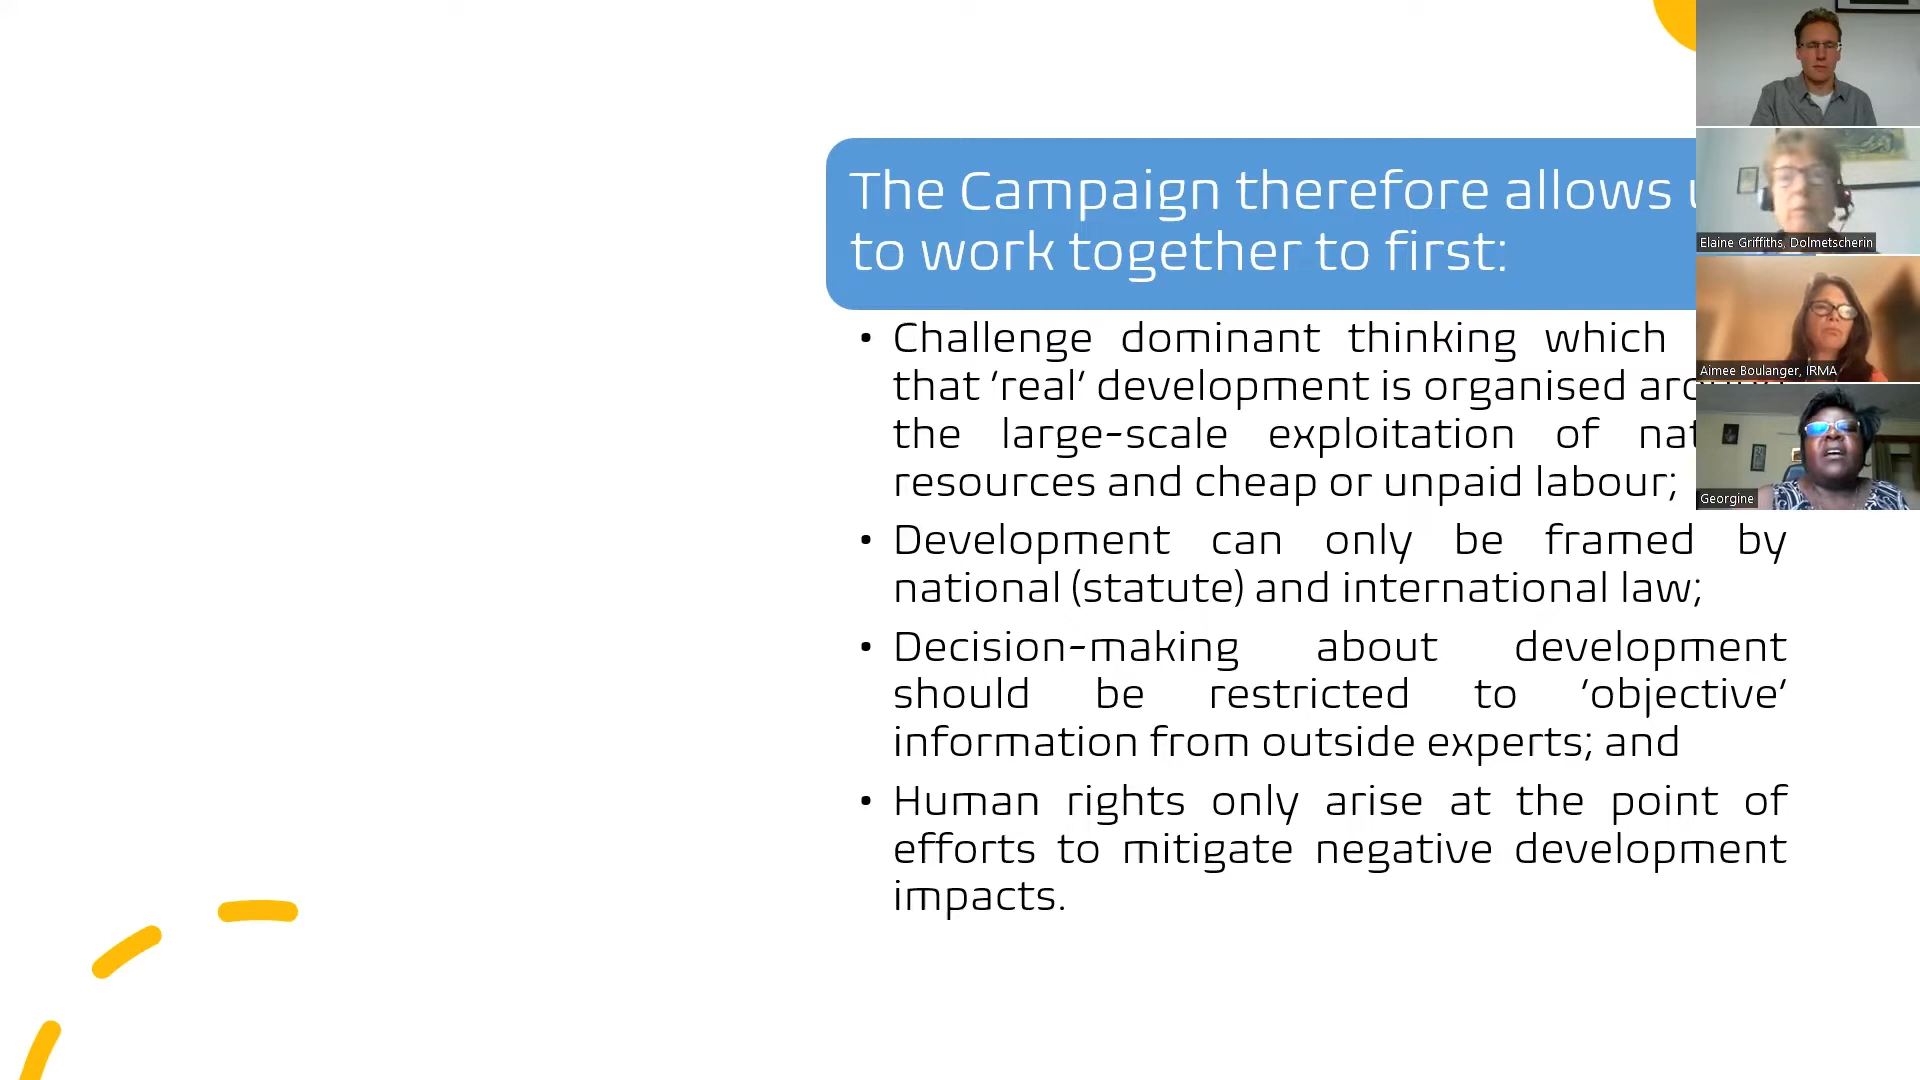 The Campaign therefore allows
to work together to first:
• Challenge dominant thinking which
that ‘real’ development is organised
the large-scale exploitation of
resources and cheap or unpaid labour;
• Development can only be framed by
national (statute) and international law;
• Decision-making about development
should be restricted to ‘objective’
information from outside experts; and
• Human rights only arise at the point of
efforts to mitigate negative development
impacts.
Elaine Griffiths, Dolmetscherin
Aimee Boulanger, IRMA
Georgine